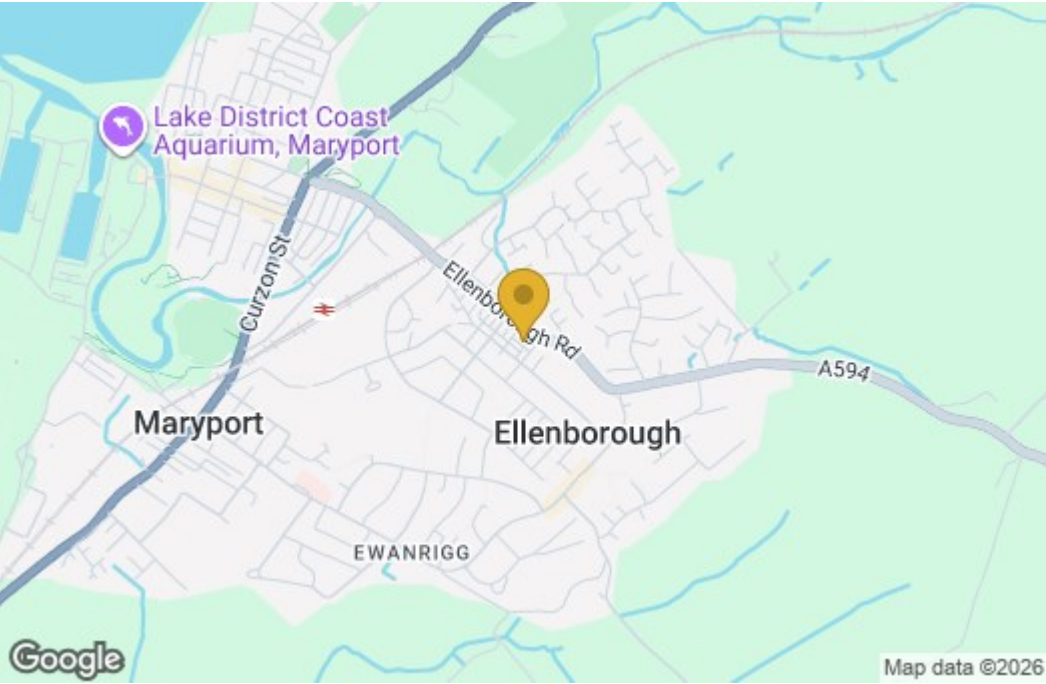 Lake District Coast
Aquarium, Maryport
Curzon St
Ellenborough Rd
A594
Maryport
Ellenborough
EWANRIGG
Google
Map data ©2026